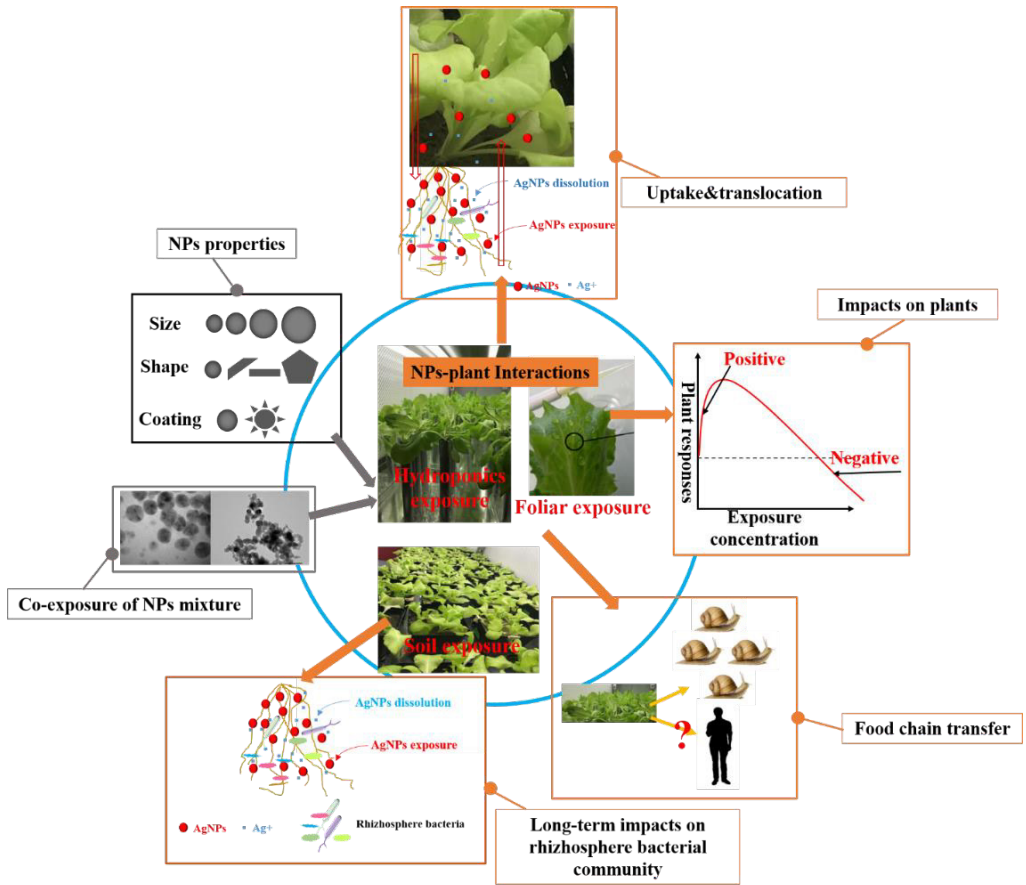 AgNPs dissolution
AgNPs exposure
AgNPs
Ag+
Uptake&translocation
NPs properties
Size
Shape
Coating
Co-exposure of NPs mixture
NPs-plant Interactions
Hydroponics
exposure
Foliar exposure
Soil exposure
Impacts on plants
Positive
Negative
Plant responses
Exposure
concentration
?
Food chain transfer
AgNPs dissolution
AgNPs exposure
AgNPs
Ag+
Rhizhosphere bacteria
Long-term impacts on
rhizhosphere bacterial
community